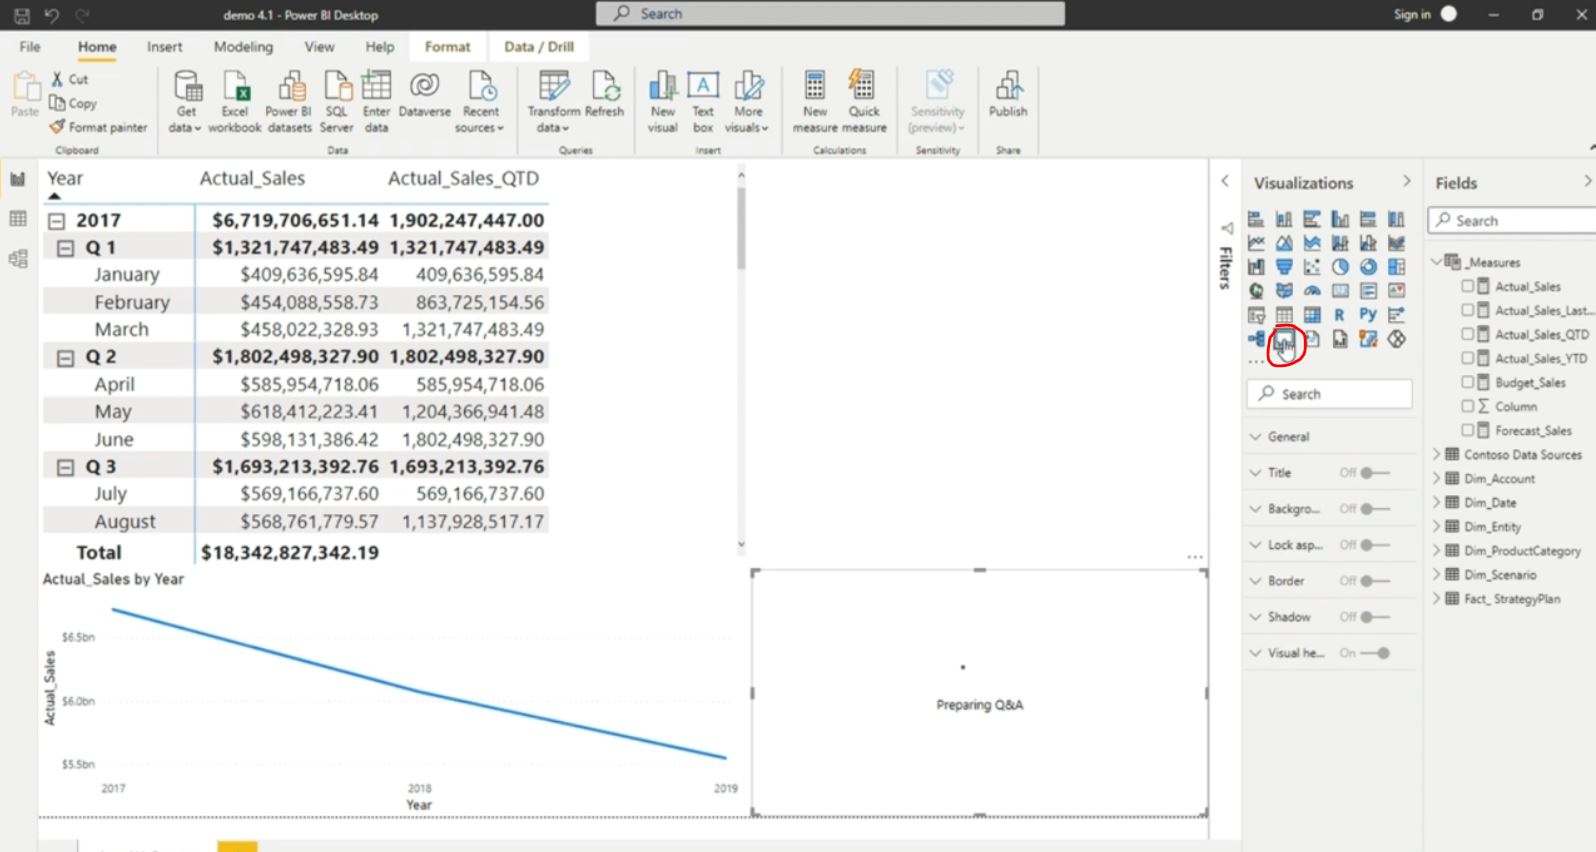 demo 4.1 - Power BI Desktop
Search
Sign in
File
Home
Insert
Modeling
View
Help
Format
Data / Drill
Paste
Cut
Copy
Format painter
Clipboard
Get data
Excel workbook
Power BI datasets
SQL Server
Enter data
Dataverse
Recent sources
Data
Transform data
Refresh
Queries
New visual
Text box
More visuals
Insert
New measure
Quick measure
Calculations
Sensitivity (preview)
Sensitivity
Publish
Share
Year Actual_Sales Actual_Sales_QTD
2017 $6,719,706,651.14 1,902,247,447.00
Q 1 $1,321,747,483.49 1,321,747,483.49
January $409,636,595.84 409,636,595.84
February $454,088,558.73 863,725,154.56
March $458,022,328.93 1,321,747,483.49
Q 2 $1,802,498,327.90 1,802,498,327.90
April $585,954,718.06 585,954,718.06
May $618,412,223.41 1,204,366,941.48
June $598,131,386.42 1,802,498,327.90
Q 3 $1,693,213,392.76 1,693,213,392.76
July $569,166,737.60 569,166,737.60
August $568,761,779.57 1,137,928,517.17
Total $18,342,827,342.19
Actual_Sales by Year
Actual_Sales
$6.5bn
$6.0bn
$5.5bn
2017 2018 2019
Year
Preparing Q&A
Filters
Visualizations
R
Py
...
Search
General
Title Off
Backgro... Off
Lock asp... Off
Border Off
Shadow Off
Visual he... On
Fields
Search
_Measures
Actual_Sales
Actual_Sales_Last...
Actual_Sales_QTD
Actual_Sales_YTD
Budget_Sales
Column
Forecast_Sales
Contoso Data Sources
Dim_Account
Dim_Date
Dim_Entity
Dim_ProductCategory
Dim_Scenario
Fact_ StrategyPlan